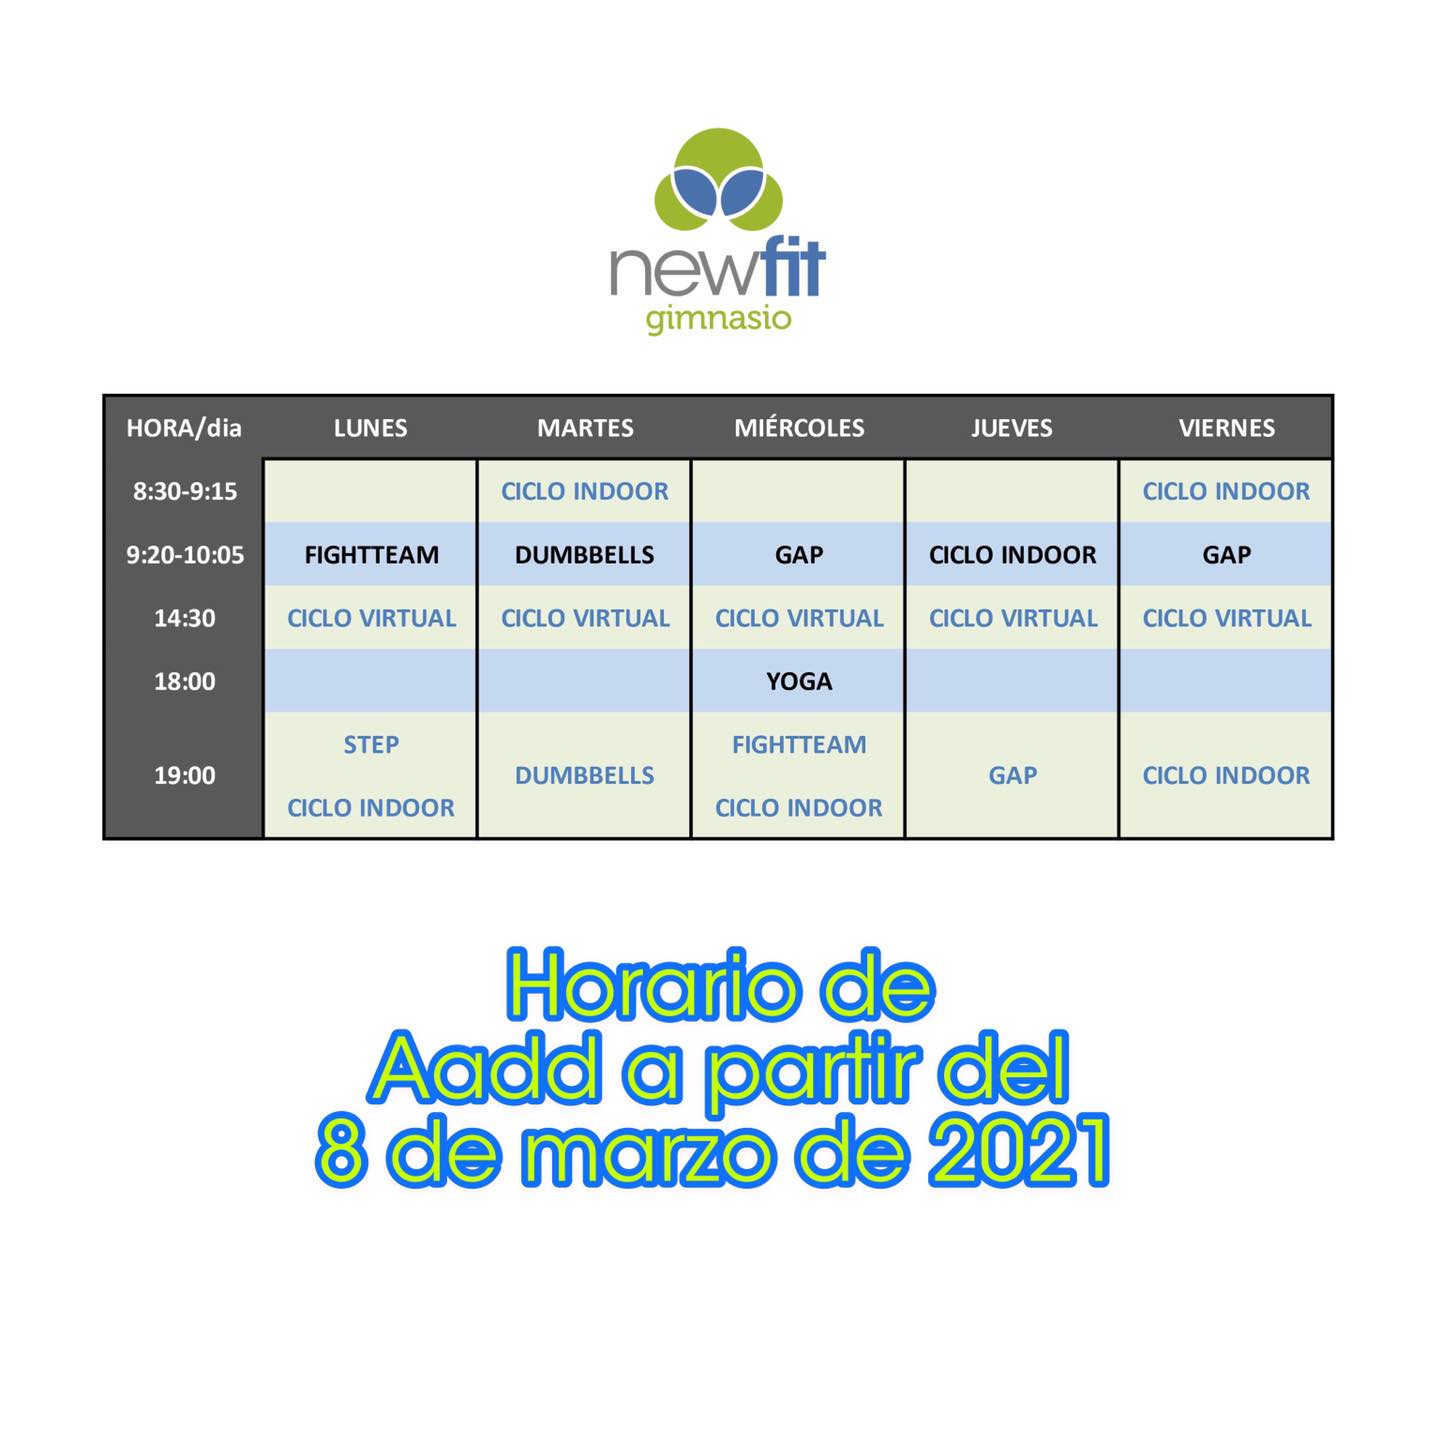 newfit
gimnasio
HORA/dia LUNES MARTES MIÉRCOLES JUEVES VIERNES
8:30-9:15 CICLO INDOOR CICLO INDOOR
9:20-10:05 FIGHTTEAM DUMBBELLS GAP CICLO INDOOR GAP
14:30 CICLO VIRTUAL CICLO VIRTUAL CICLO VIRTUAL CICLO VIRTUAL CICLO VIRTUAL
18:00 YOGA
STEP FIGHTTEAM
19:00 DUMBBELLS GAP CICLO INDOOR
CICLO INDOOR CICLO INDOOR
Horario de
Aadd a partir del
8 de marzo de 2021